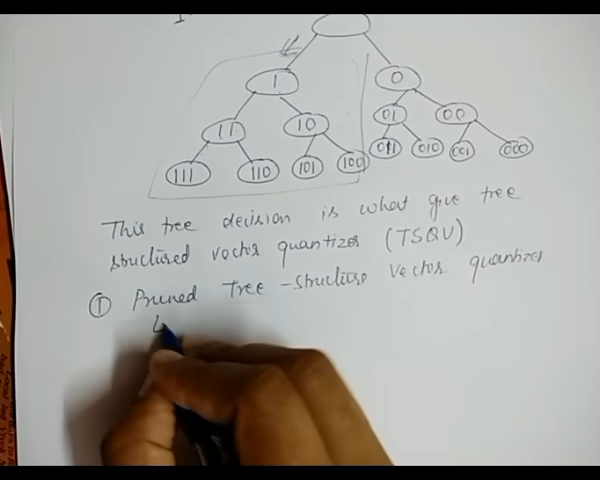 1 0
11 10 01 00
111 110 101 100 011 010 001 000
This tree decision is what give tree
structured vector quantizer (TSQV)
① Pruned tree - structure vector quantizer